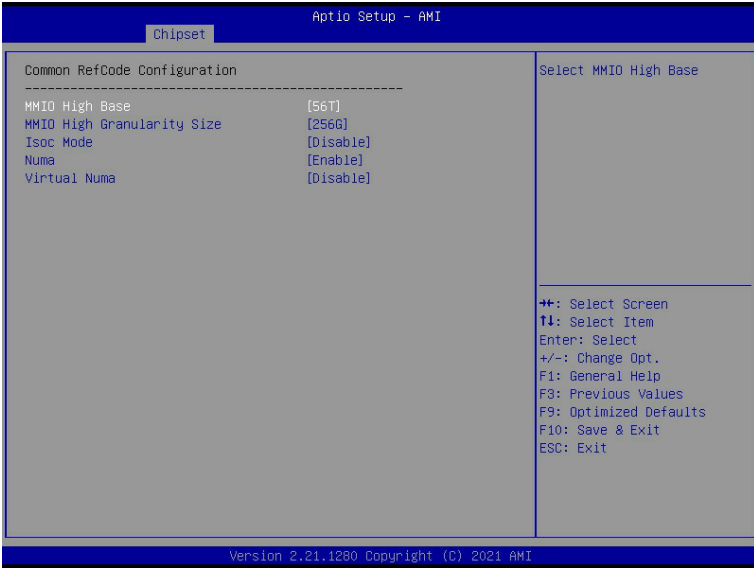 Aptio Setup – AMI
Chipset
Common RefCode Configuration
--------------------------------------------------
MMIO High Base [56T]
MMIO High Granularity Size [256G]
Isoc Mode [Disable]
Numa [Enable]
Virtual Numa [Disable]
Select MMIO High Base
→←: Select Screen
↑↓: Select Item
Enter: Select
+/-: Change Opt.
F1: General Help
F3: Previous Values
F9: Optimized Defaults
F10: Save & Exit
ESC: Exit
Version 2.21.1280 Copyright (C) 2021 AMI